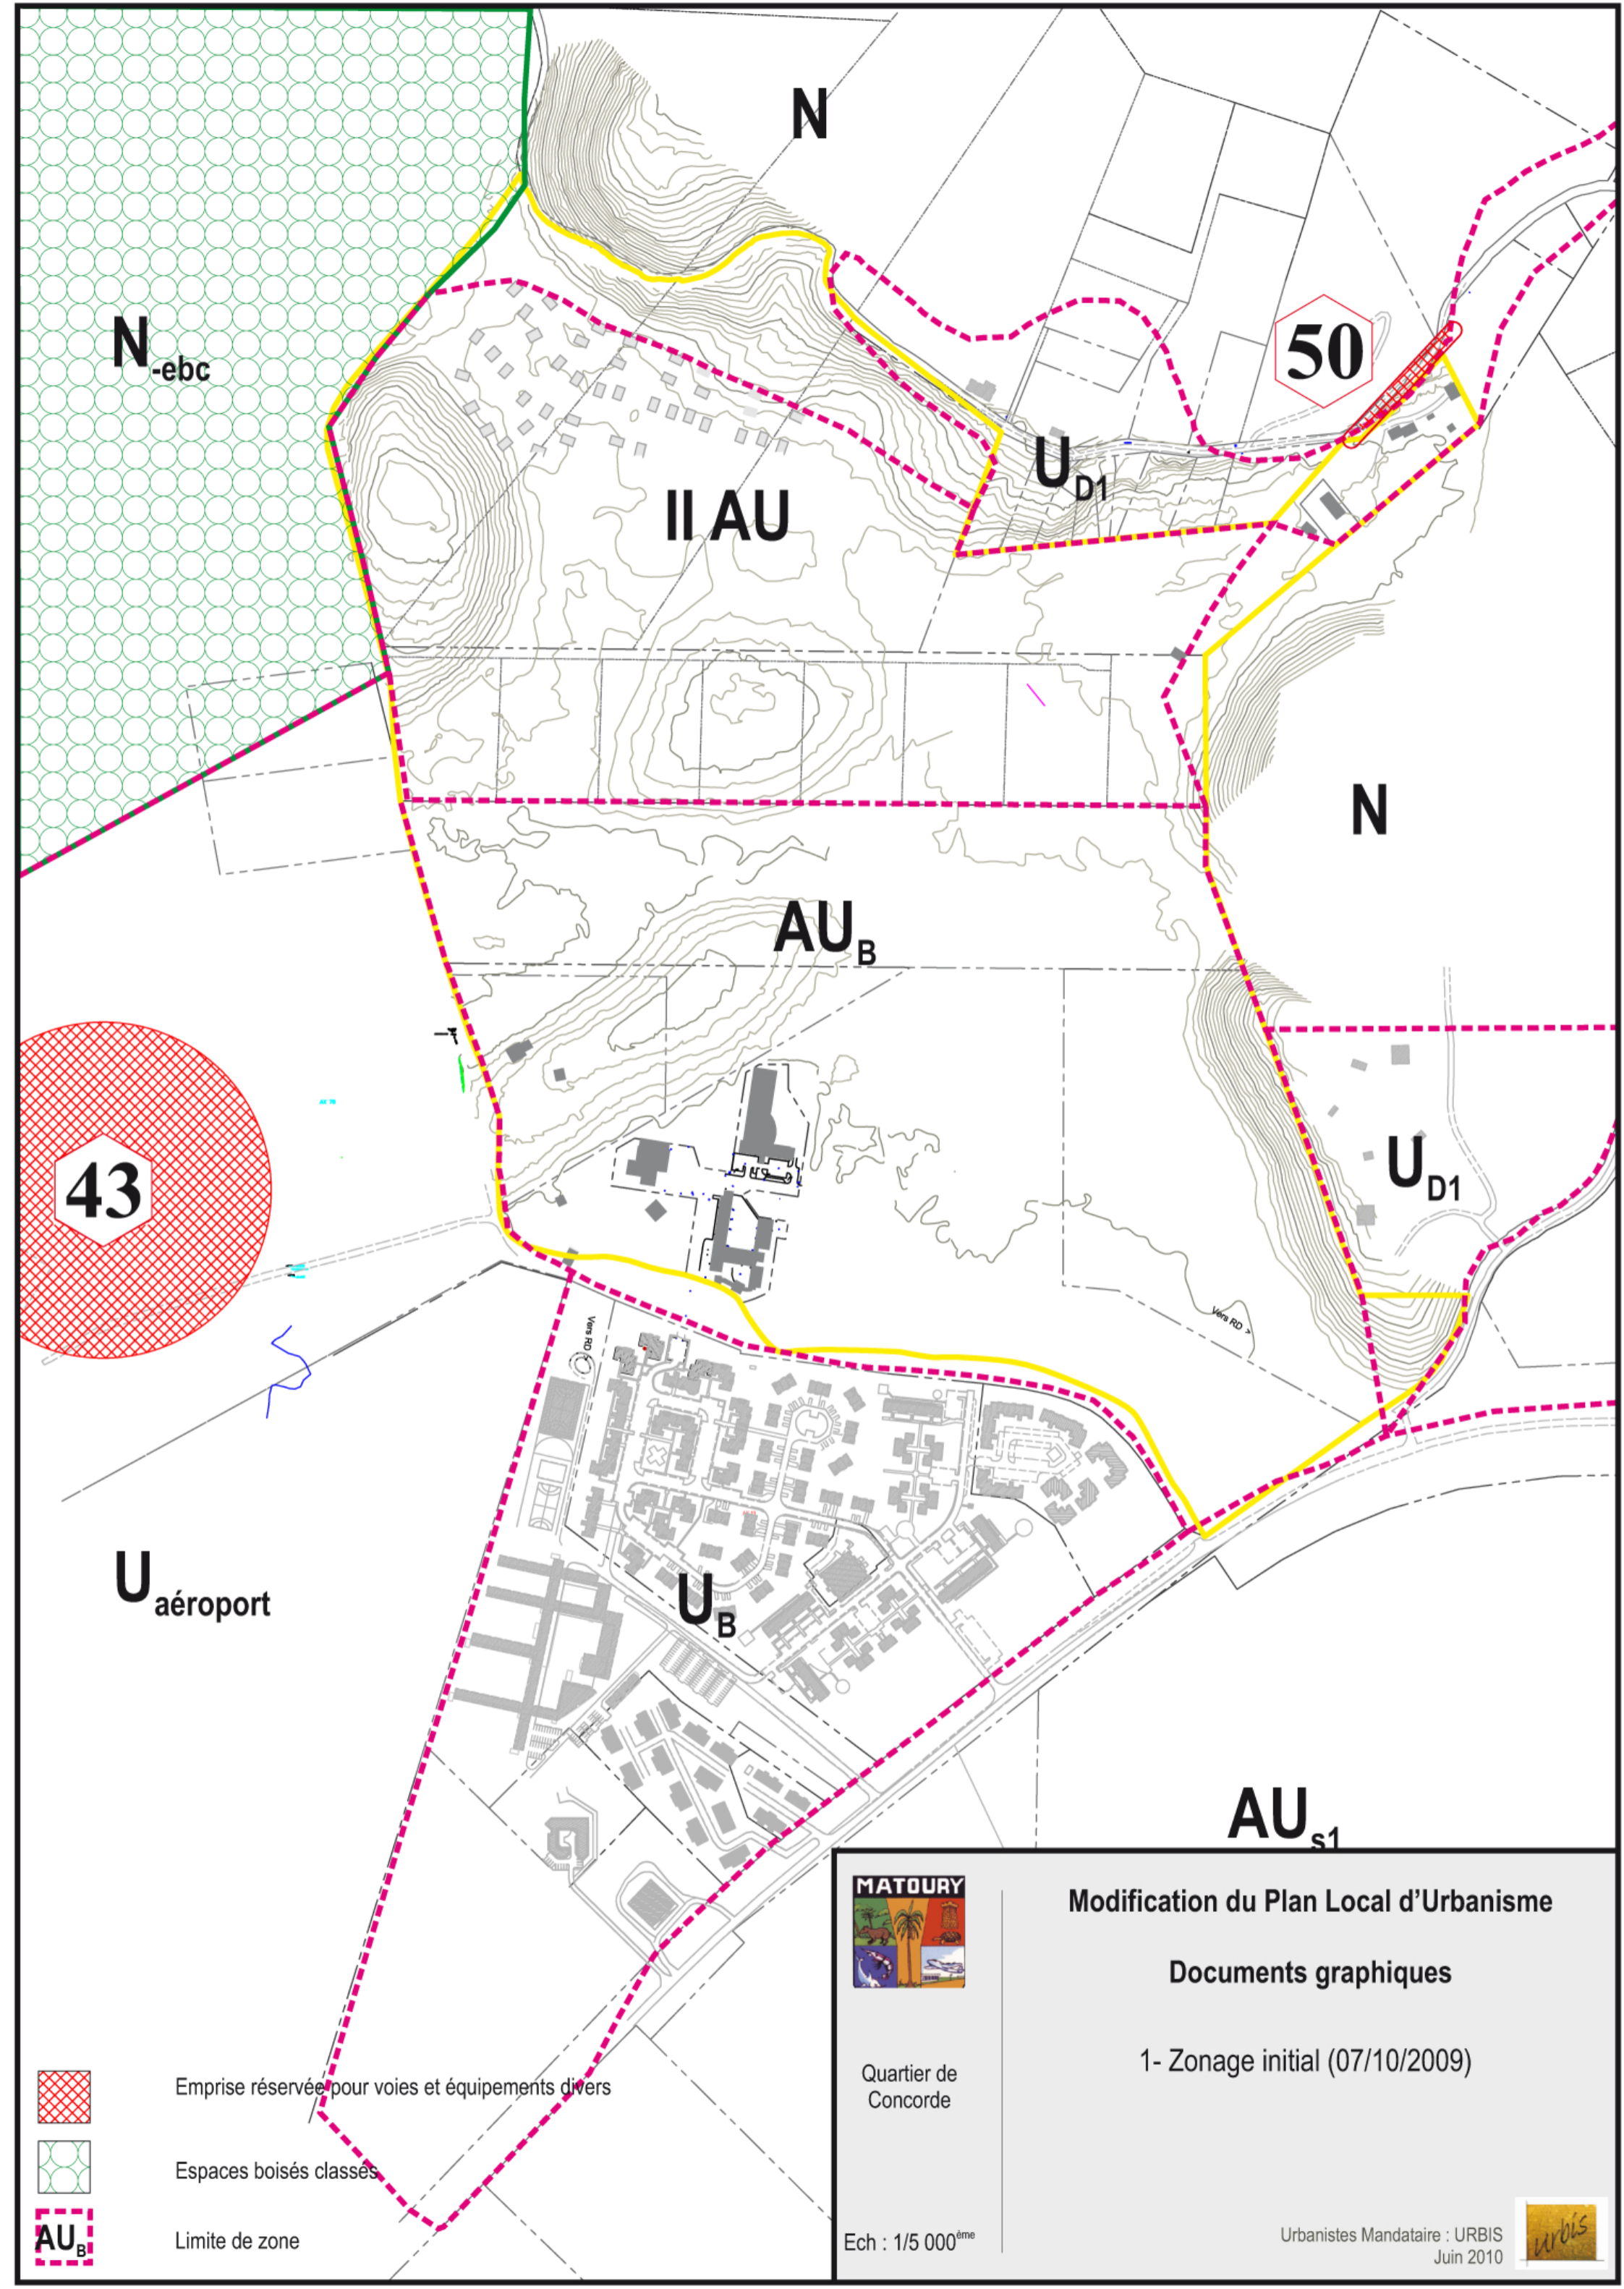 N
N-ebc
50
UD1
II AU
N
AUB
43
UD1
Vers RD >
Vers RD
Uaéroport
UB
AUs1
MATOURY
Modification du Plan Local d'Urbanisme
Documents graphiques
1- Zonage initial (07/10/2009)
Quartier de
Concorde
Ech : 1/5 000ème
Urbanistes Mandataire : URBIS
Juin 2010
urbis
Emprise réservée pour voies et équipements divers
Espaces boisés classés
AUB
Limite de zone